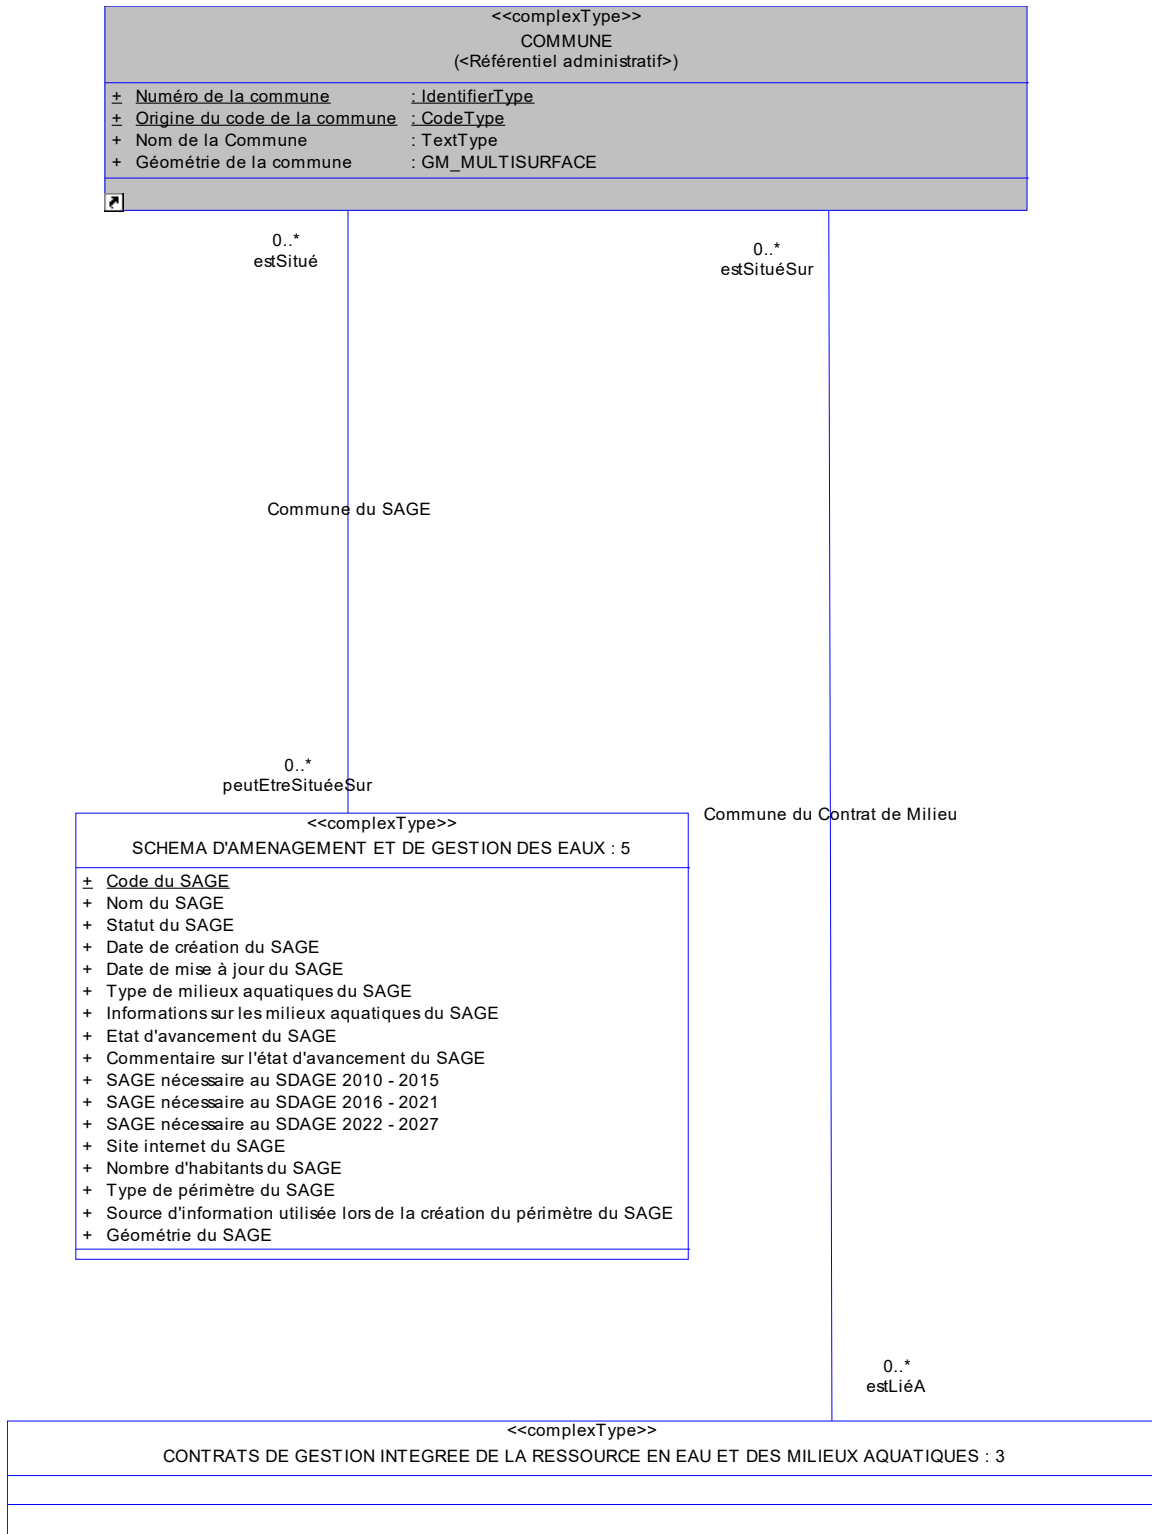 <<complexType>>
COMMUNE
(<Référentiel administratif>)
+ Numéro de la commune : IdentifierType
+ Origine du code de la commune : CodeType
+ Nom de la Commune : TextType
+ Géométrie de la commune : GM_MULTISURFACE
0..*
estSitué
0..*
estSituéSur
Commune du SAGE
0..*
peutEtreSituéeSur
Commune du Contrat de Milieu
<<complexType>>
SCHEMA D'AMENAGEMENT ET DE GESTION DES EAUX : 5
+ Code du SAGE
+ Nom du SAGE
+ Statut du SAGE
+ Date de création du SAGE
+ Date de mise à jour du SAGE
+ Type de milieux aquatiques du SAGE
+ Informations sur les milieux aquatiques du SAGE
+ Etat d'avancement du SAGE
+ Commentaire sur l'état d'avancement du SAGE
+ SAGE nécessaire au SDAGE 2010 - 2015
+ SAGE nécessaire au SDAGE 2016 - 2021
+ SAGE nécessaire au SDAGE 2022 - 2027
+ Site internet du SAGE
+ Nombre d'habitants du SAGE
+ Type de périmètre du SAGE
+ Source d'information utilisée lors de la création du périmètre du SAGE
+ Géométrie du SAGE
0..*
estLiéA
<<complexType>>
CONTRATS DE GESTION INTEGREE DE LA RESSOURCE EN EAU ET DES MILIEUX AQUATIQUES : 3